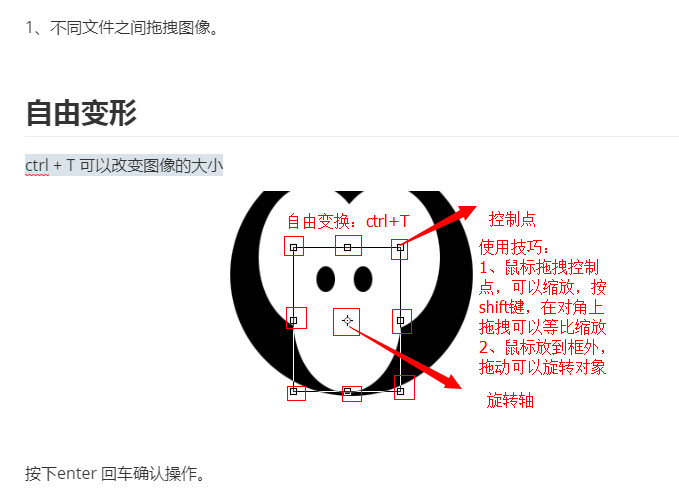 1、不同文件之间拖拽图像。
自由变形
ctrl + T 可以改变图像的大小
自由变换：ctrl+T
控制点
使用技巧：
1、鼠标拖拽控制
点，可以缩放，按
shift键，在对角上
拖拽可以等比缩放
2、鼠标放到框外，
拖动可以旋转对象
旋转轴
按下enter 回车确认操作。